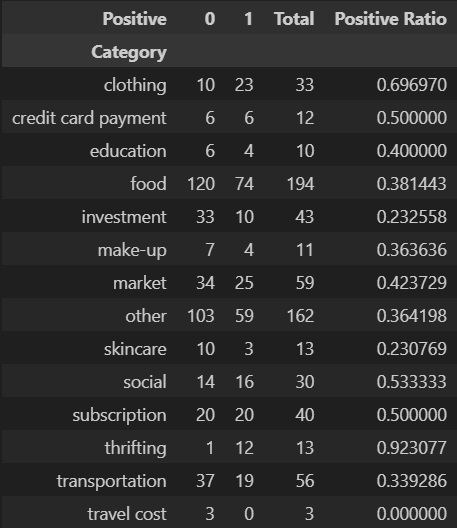 Positive 0 1 Total Positive Ratio
Category
clothing 10 23 33 0.696970
credit card payment 6 6 12 0.500000
education 6 4 10 0.400000
food 120 74 194 0.381443
investment 33 10 43 0.232558
make-up 7 4 11 0.363636
market 34 25 59 0.423729
other 103 59 162 0.364198
skincare 10 3 13 0.230769
social 14 16 30 0.533333
subscription 20 20 40 0.500000
thrifting 1 12 13 0.923077
transportation 37 19 56 0.339286
travel cost 3 0 3 0.000000